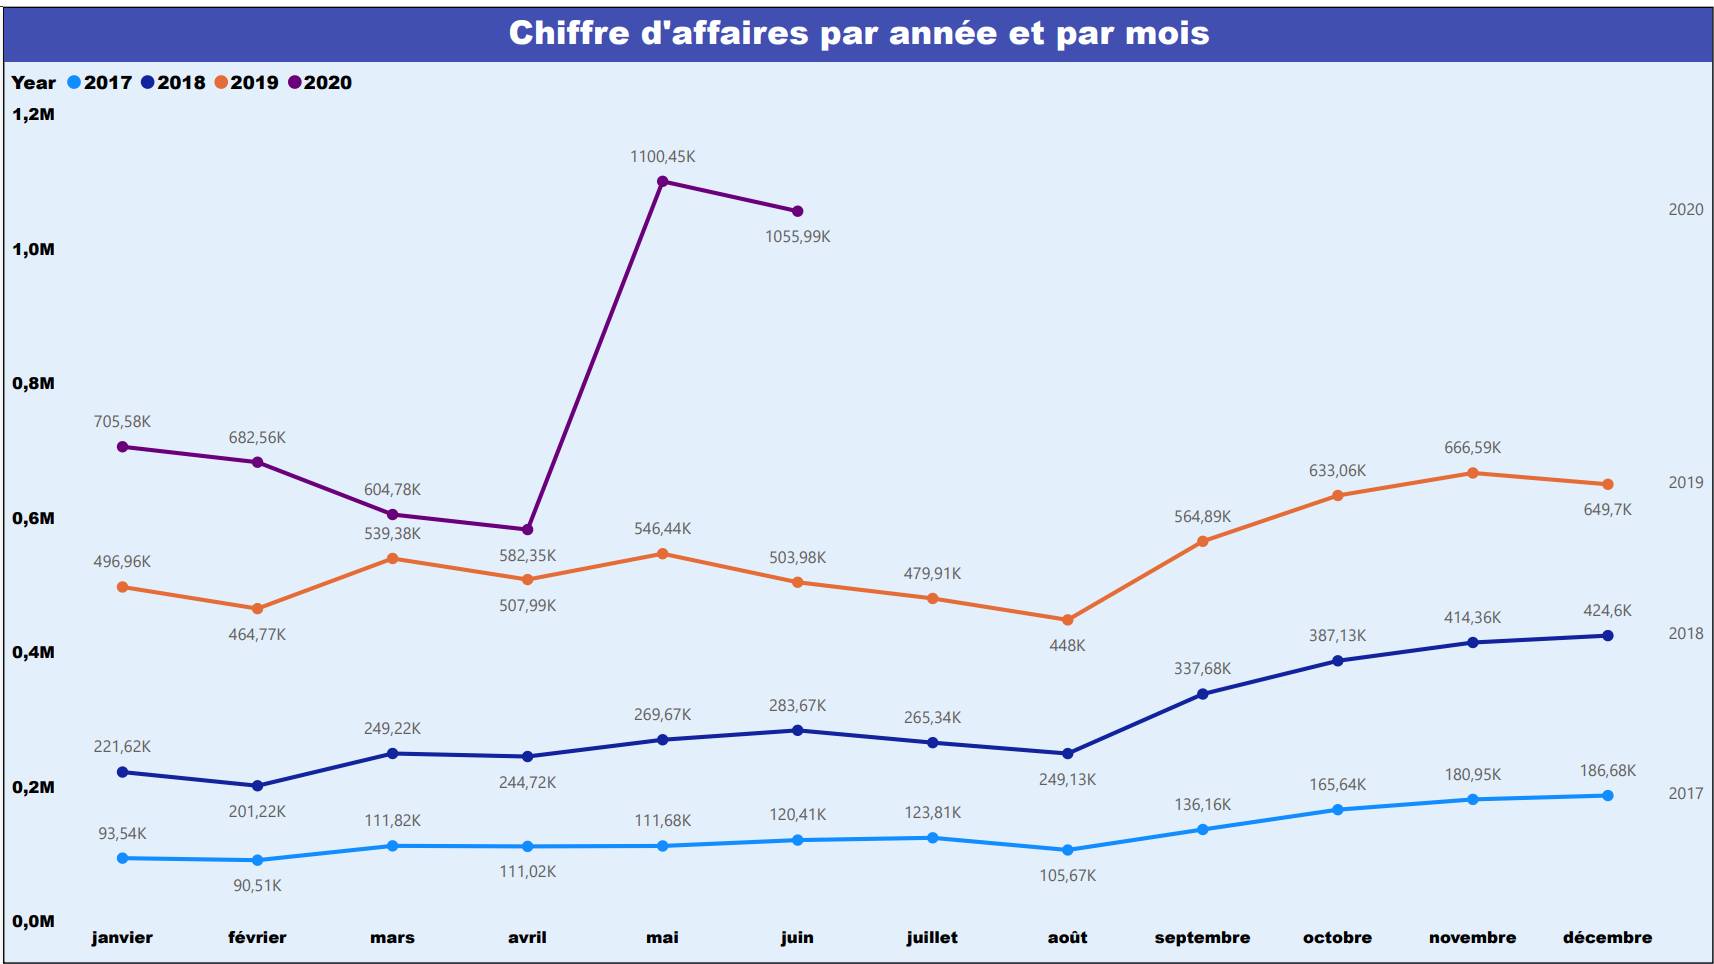 Chiffre d'affaires par année et par mois
Year 2017 2018 2019 2020
1,2M
1100,45K
2020
1055,99K
1,0M
0,8M
705,58K
682,56K
666,59K
633,06K
2019
604,78K
649,7K
0,6M
564,89K
539,38K
546,44K
582,35K
503,98K
496,96K
479,91K
507,99K
464,77K
448K
424,6K
414,36K
387,13K
2018
0,4M
337,68K
283,67K
269,67K
265,34K
249,22K
221,62K
244,72K
249,13K
186,68K
180,95K
165,64K
0,2M
2017
201,22K
136,16K
123,81K
120,41K
111,82K
111,68K
93,54K
111,02K
105,67K
90,51K
0,0M
janvier février mars avril mai juin juillet août septembre octobre novembre décembre